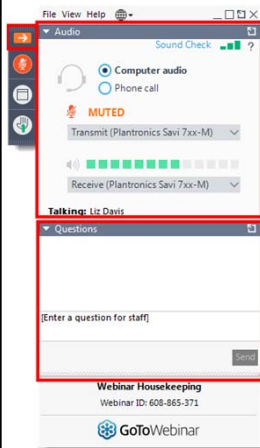 File View Help
Audio
Sound Check ?
Computer audio
Phone call
MUTED
Transmit (Plantronics Savi 7xx-M)
Receive (Plantronics Savi 7xx-M)
Talking: Liz Davis
Questions
[Enter a question for staff]
Send
Webinar Housekeeping
Webinar ID: 608-865-371
GoToWebinar